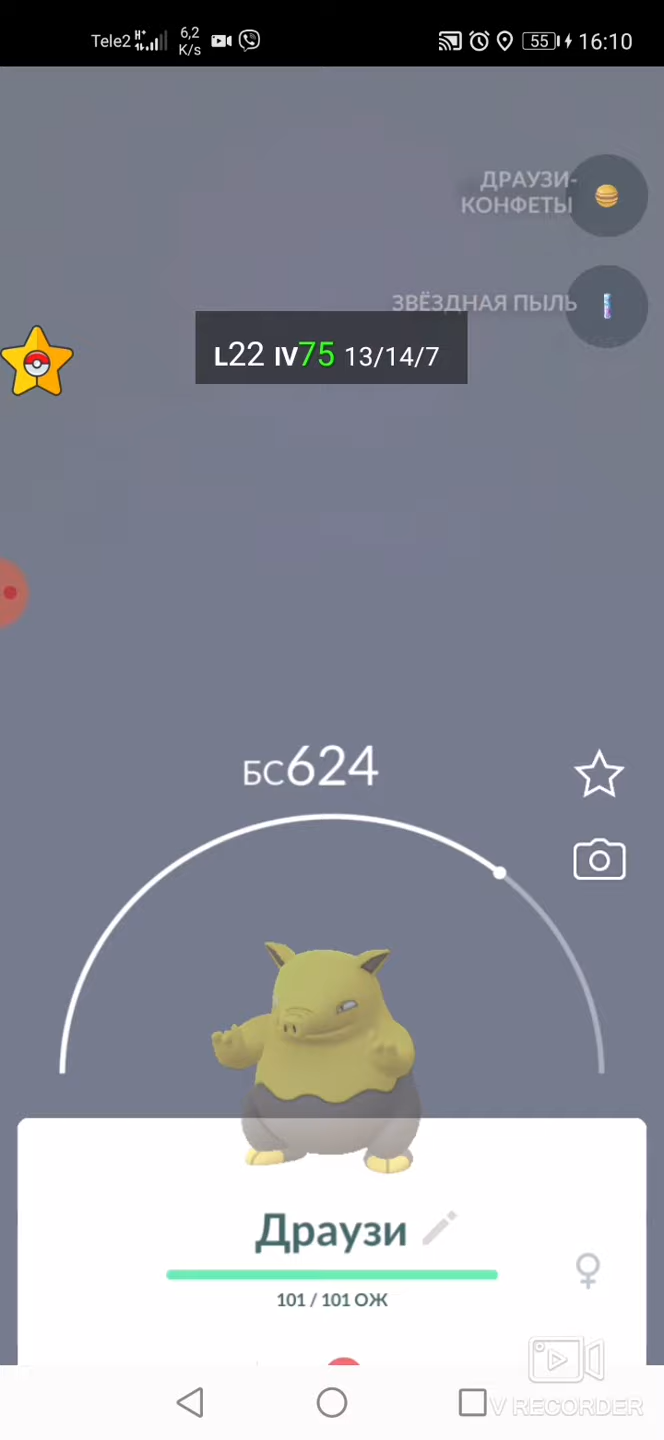 Tele2 H+ 6,2 K/s 55 16:10
ДРАУЗИ-
КОНФЕТЫ
ЗВЁЗДНАЯ ПЫЛЬ
L22 IV75 13/14/7
БС624
Драузи
101 / 101 ОЖ
V RECORDER